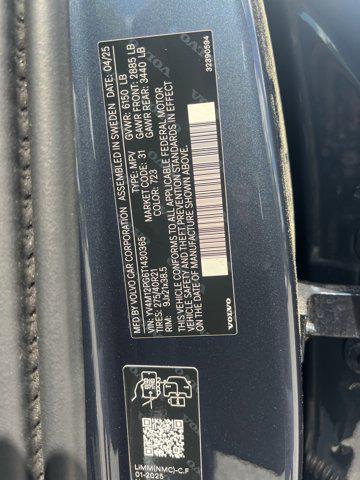 MFD BY VOLVO CAR CORPORATION ASSEMBLED IN SWEDEN DATE: 04/25
GVWR: 6150 LB
GAWR FRONT: 2885 LB
GAWR REAR: 3440 LB
VIN: YV4M12RG6T1430365 TYPE: MPV
TIRES: 275/40R21 MARKET CODE: 31
RIM: 9Jx21x38.5 COLOR: 723
THIS VEHICLE CONFORMS TO ALL APPLICABLE FEDERAL MOTOR
VEHICLE SAFETY AND THEFT PREVENTION STANDARDS IN EFFECT
ON THE DATE OF MANUFACTURE SHOWN ABOVE
32390594
VOLVO
LiMM(NMC)-C,F
01-2025